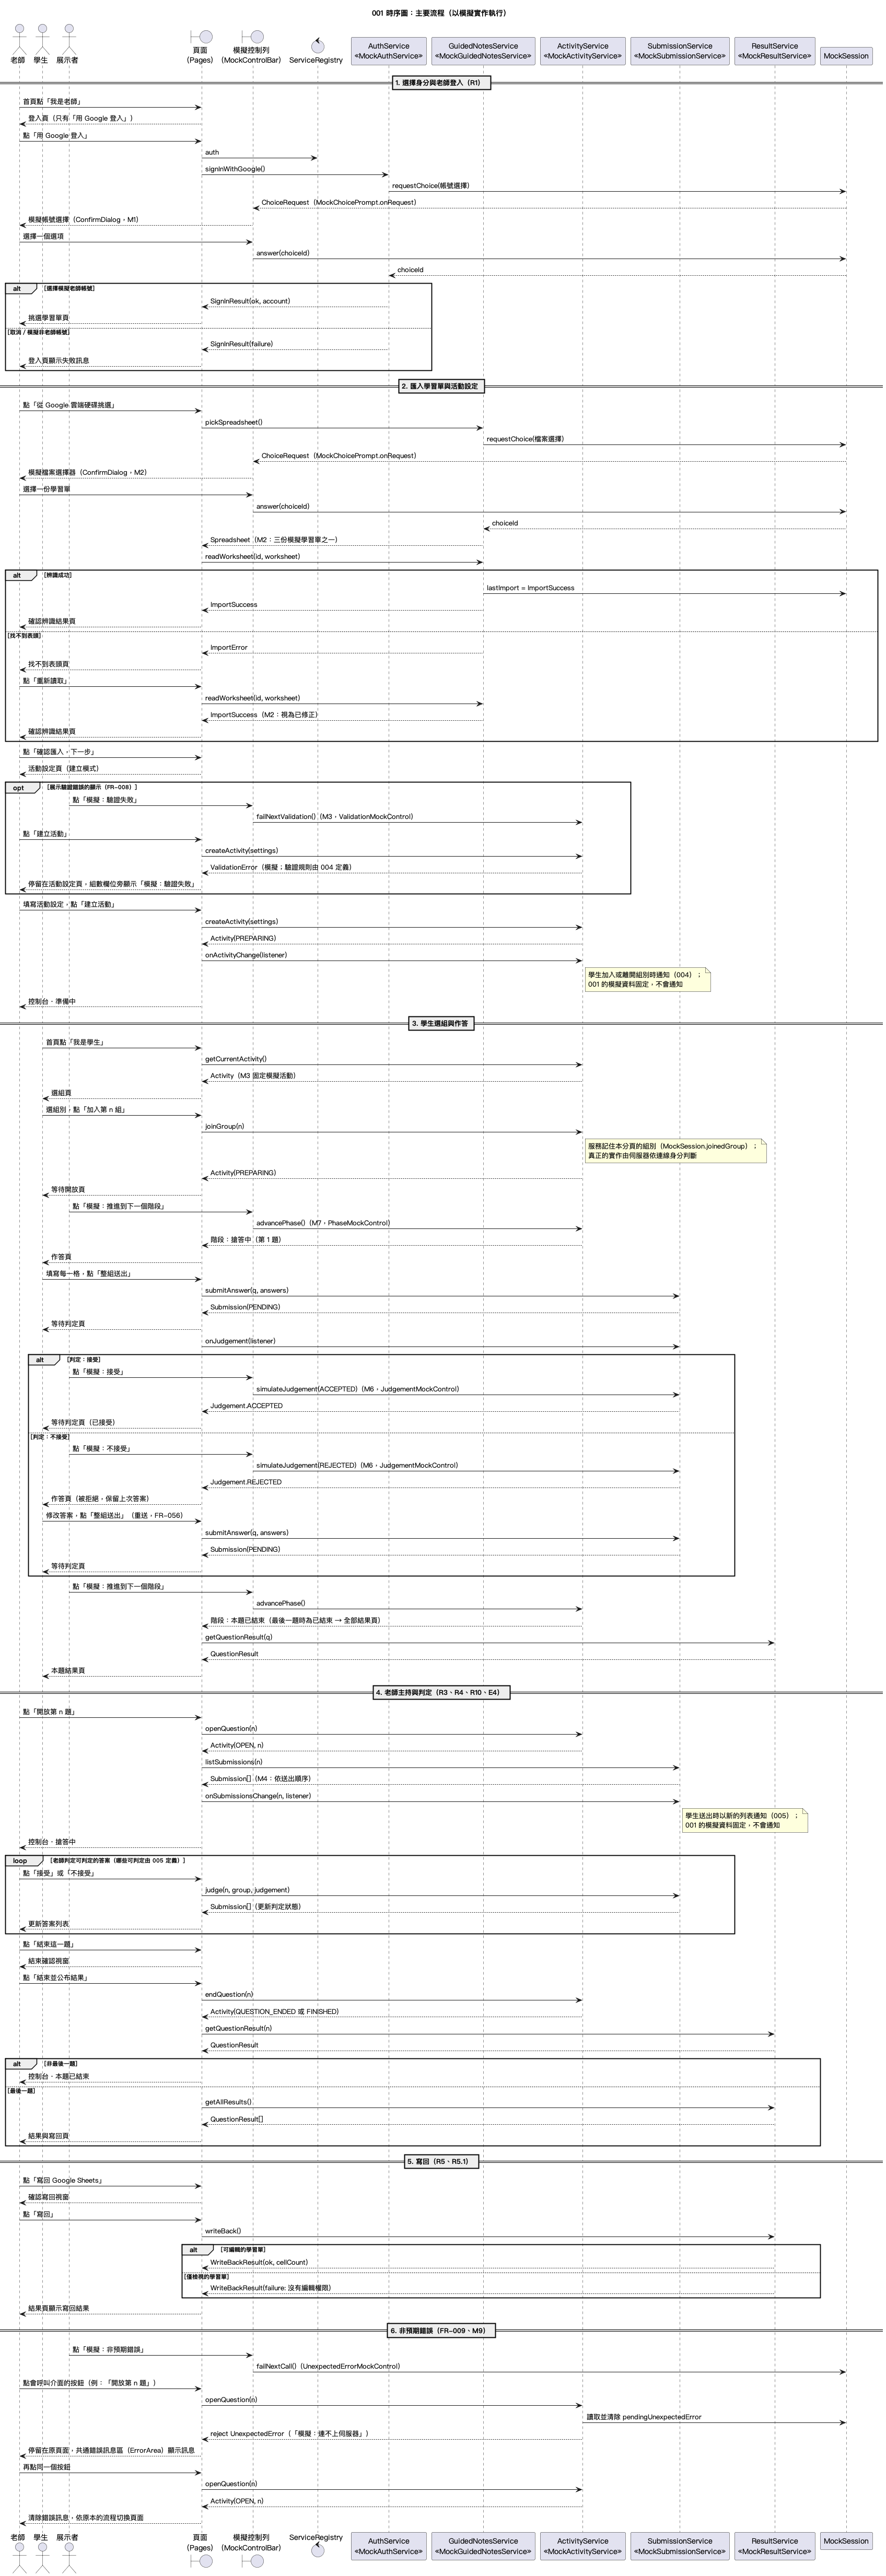 001 時序圖：主要流程（以模擬實作執行）
老師
學生
展示者
頁面
(Pages)
模擬控制列
(MockControlBar)
ServiceRegistry
AuthService
«MockAuthService»
GuidedNotesService
«MockGuidedNotesService»
ActivityService
«MockActivityService»
SubmissionService
«MockSubmissionService»
ResultService
«MockResultService»
MockSession
1. 選擇身分與老師登入（R1）
首頁點「我是老師」
登入頁（只有「用 Google 登入」）
點「用 Google 登入」
auth
signInWithGoogle()
requestChoice(帳號選擇)
ChoiceRequest（MockChoicePrompt.onRequest）
模擬帳號選擇（ConfirmDialog，M1）
選擇一個選項
answer(choiceId)
choiceId
alt
[選擇模擬老師帳號]
SignInResult(ok, account)
挑選學習單頁
[取消 / 模擬非老師帳號]
SignInResult(failure)
登入頁顯示失敗訊息
2. 匯入學習單與活動設定
點「從 Google 雲端硬碟挑選」
pickSpreadsheet()
requestChoice(檔案選擇)
ChoiceRequest（MockChoicePrompt.onRequest）
模擬檔案選擇器（ConfirmDialog，M2）
選擇一份學習單
answer(choiceId)
choiceId
Spreadsheet（M2：三份模擬學習單之一）
readWorksheet(id, worksheet)
alt
[辨識成功]
lastImport = ImportSuccess
ImportSuccess
確認辨識結果頁
[找不到表頭]
ImportError
找不到表頭頁
點「重新讀取」
readWorksheet(id, worksheet)
ImportSuccess（M2：視為已修正）
確認辨識結果頁
點「確認匯入，下一步」
活動設定頁（建立模式）
opt
[展示驗證錯誤的顯示（FR-008）]
點「模擬：驗證失敗」
failNextValidation()（M3，ValidationMockControl）
點「建立活動」
createActivity(settings)
ValidationError（模擬；驗證規則由 004 定義）
停留在活動設定頁，組數欄位旁顯示「模擬：驗證失敗」
填寫活動設定，點「建立活動」
createActivity(settings)
Activity(PREPARING)
onActivityChange(listener)
學生加入或離開組別時通知（004）；
001 的模擬資料固定，不會通知
控制台．準備中
3. 學生選組與作答
首頁點「我是學生」
getCurrentActivity()
Activity（M3 固定模擬活動）
選組頁
選組別，點「加入第 n 組」
joinGroup(n)
服務記住本分頁的組別（MockSession.joinedGroup）；
真正的實作由伺服器依連線身分判斷
Activity(PREPARING)
等待開放頁
點「模擬：推進到下一個階段」
advancePhase()（M7，PhaseMockControl）
階段：搶答中（第 1 題）
作答頁
填寫每一格，點「整組送出」
submitAnswer(q, answers)
Submission(PENDING)
等待判定頁
onJudgement(listener)
alt
[判定：接受]
點「模擬：接受」
simulateJudgement(ACCEPTED)（M6，JudgementMockControl）
Judgement.ACCEPTED
等待判定頁（已接受）
[判定：不接受]
點「模擬：不接受」
simulateJudgement(REJECTED)（M6，JudgementMockControl）
Judgement.REJECTED
作答頁（被拒絕，保留上次答案）
修改答案，點「整組送出」（重送，FR-056）
submitAnswer(q, answers)
Submission(PENDING)
等待判定頁
點「模擬：推進到下一個階段」
advancePhase()
階段：本題已結束（最後一題時為已結束 → 全部結果頁）
getQuestionResult(q)
QuestionResult
本題結果頁
4. 老師主持與判定（R3、R4、R10、E4）
點「開放第 n 題」
openQuestion(n)
Activity(OPEN, n)
listSubmissions(n)
Submission[]（M4：依送出順序）
onSubmissionsChange(n, listener)
學生送出時以新的列表通知（005）；
001 的模擬資料固定，不會通知
控制台．搶答中
loop
[老師判定可判定的答案（哪些可判定由 005 定義）]
點「接受」或「不接受」
judge(n, group, judgement)
Submission[]（更新判定狀態）
更新答案列表
點「結束這一題」
結束確認視窗
點「結束並公布結果」
endQuestion(n)
Activity(QUESTION_ENDED 或 FINISHED)
getQuestionResult(n)
QuestionResult
alt
[非最後一題]
控制台．本題已結束
[最後一題]
getAllResults()
QuestionResult[]
結果與寫回頁
5. 寫回（R5、R5.1）
點「寫回 Google Sheets」
確認寫回視窗
點「寫回」
writeBack()
alt
[可編輯的學習單]
WriteBackResult(ok, cellCount)
[僅檢視的學習單]
WriteBackResult(failure: 沒有編輯權限)
結果頁顯示寫回結果
6. 非預期錯誤（FR-009、M9）
點「模擬：非預期錯誤」
failNextCall()（UnexpectedErrorMockControl）
點會呼叫介面的按鈕（例：「開放第 n 題」）
openQuestion(n)
讀取並清除 pendingUnexpectedError
reject UnexpectedError（「模擬：連不上伺服器」）
停留在原頁面，共通錯誤訊息區（ErrorArea）顯示訊息
再點同一個按鈕
openQuestion(n)
Activity(OPEN, n)
清除錯誤訊息，依原本的流程切換頁面
老師
學生
展示者
頁面
(Pages)
模擬控制列
(MockControlBar)
ServiceRegistry
AuthService
«MockAuthService»
GuidedNotesService
«MockGuidedNotesService»
ActivityService
«MockActivityService»
SubmissionService
«MockSubmissionService»
ResultService
«MockResultService»
MockSession